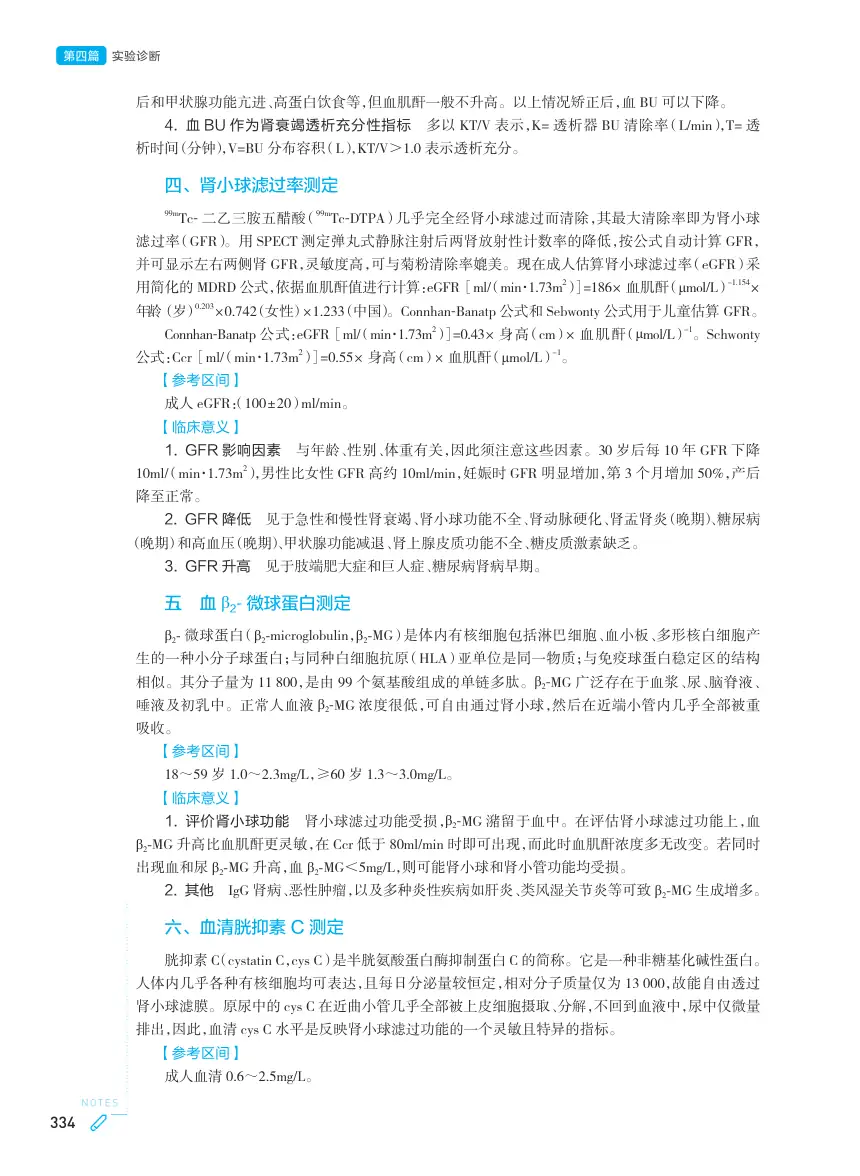 第四篇 实验诊断
后和甲状腺功能亢进、高蛋白饮食等,但血肌酐一般不升高。以上情况矫正后,血 BU 可以下降。
4. 血 BU 作为肾衰竭透析充分性指标 多以 KT/V 表示,K= 透析器 BU 清除率(L/min),T= 透
析时间(分钟),V=BU 分布容积(L),KT/V＞1.0 表示透析充分。
四、肾小球滤过率测定
⁹⁹ᵐTc- 二乙三胺五醋酸(⁹⁹ᵐTc-DTPA)几乎完全经肾小球滤过而清除,其最大清除率即为肾小球
滤过率(GFR)。用 SPECT 测定弹丸式静脉注射后两肾放射性计数率的降低,按公式自动计算 GFR,
并可显示左右两侧肾 GFR,灵敏度高,可与菊粉清除率媲美。现在成人估算肾小球滤过率(eGFR)采
用简化的 MDRD 公式,依据血肌酐值进行计算:eGFR[ml/(min·1.73m²)]=186× 血肌酐(μmol/L)⁻¹·¹⁵⁴×
年龄(岁)⁰·²⁰³×0.742(女性)×1.233(中国)。Connhan-Banatp 公式和 Sebwonty 公式用于儿童估算 GFR。
Connhan-Banatp 公式:eGFR[ml/(min·1.73m²)]=0.43× 身高(cm)× 血肌酐(μmol/L)⁻¹。Schwonty
公式:Ccr[ml/(min·1.73m²)]=0.55× 身高(cm)× 血肌酐(μmol/L)⁻¹。
【参考区间】
成人 eGFR:(100±20)ml/min。
【临床意义】
1. GFR 影响因素 与年龄、性别、体重有关,因此须注意这些因素。30 岁后每 10 年 GFR 下降
10ml/(min·1.73m²),男性比女性 GFR 高约 10ml/min,妊娠时 GFR 明显增加,第 3 个月增加 50%,产后
降至正常。
2. GFR 降低 见于急性和慢性肾衰竭、肾小球功能不全、肾动脉硬化、肾盂肾炎(晚期)、糖尿病
(晚期)和高血压(晚期)、甲状腺功能减退、肾上腺皮质功能不全、糖皮质激素缺乏。
3. GFR 升高 见于肢端肥大症和巨人症、糖尿病肾病早期。
五 血 β₂- 微球蛋白测定
β₂- 微球蛋白(β₂-microglobulin,β₂-MG)是体内有核细胞包括淋巴细胞、血小板、多形核白细胞产
生的一种小分子球蛋白;与同种白细胞抗原(HLA)亚单位是同一物质;与免疫球蛋白稳定区的结构
相似。其分子量为 11 800,是由 99 个氨基酸组成的单链多肽。β₂-MG 广泛存在于血浆、尿、脑脊液、
唾液及初乳中。正常人血液 β₂-MG 浓度很低,可自由通过肾小球,然后在近端小管内几乎全部被重
吸收。
【参考区间】
18～59 岁 1.0～2.3mg/L,≥60 岁 1.3～3.0mg/L。
【临床意义】
1. 评价肾小球功能 肾小球滤过功能受损,β₂-MG 潴留于血中。在评估肾小球滤过功能上,血
β₂-MG 升高比血肌酐更灵敏,在 Ccr 低于 80ml/min 时即可出现,而此时血肌酐浓度多无改变。若同时
出现血和尿 β₂-MG 升高,血 β₂-MG＜5mg/L,则可能肾小球和肾小管功能均受损。
2. 其他 IgG 肾病、恶性肿瘤,以及多种炎性疾病如肝炎、类风湿关节炎等可致 β₂-MG 生成增多。
六、血清胱抑素 C 测定
胱抑素 C(cystatin C,cys C)是半胱氨酸蛋白酶抑制蛋白 C 的简称。它是一种非糖基化碱性蛋白。
人体内几乎各种有核细胞均可表达,且每日分泌量较恒定,相对分子质量仅为 13 000,故能自由透过
肾小球滤膜。原尿中的 cys C 在近曲小管几乎全部被上皮细胞摄取、分解,不回到血液中,尿中仅微量
排出,因此,血清 cys C 水平是反映肾小球滤过功能的一个灵敏且特异的指标。
【参考区间】
成人血清 0.6～2.5mg/L。
NOTES
334